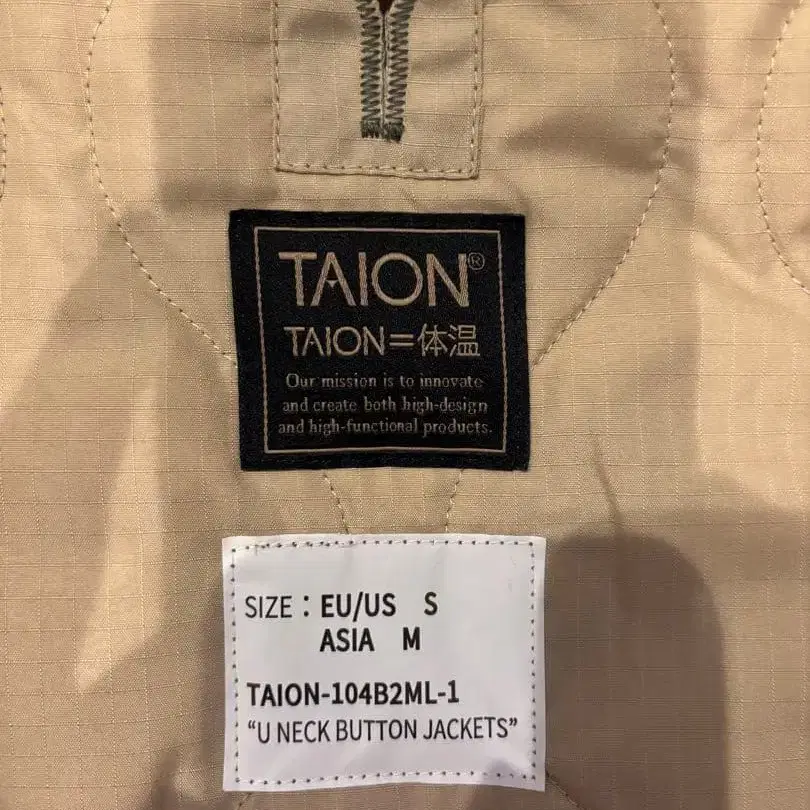 TAION®
TAION=体温
Our mission is to innovate
and create both high-design
and high-functional products.
SIZE : EU/US S
ASIA M
TAION-104B2ML-1
“U NECK BUTTON JACKETS”